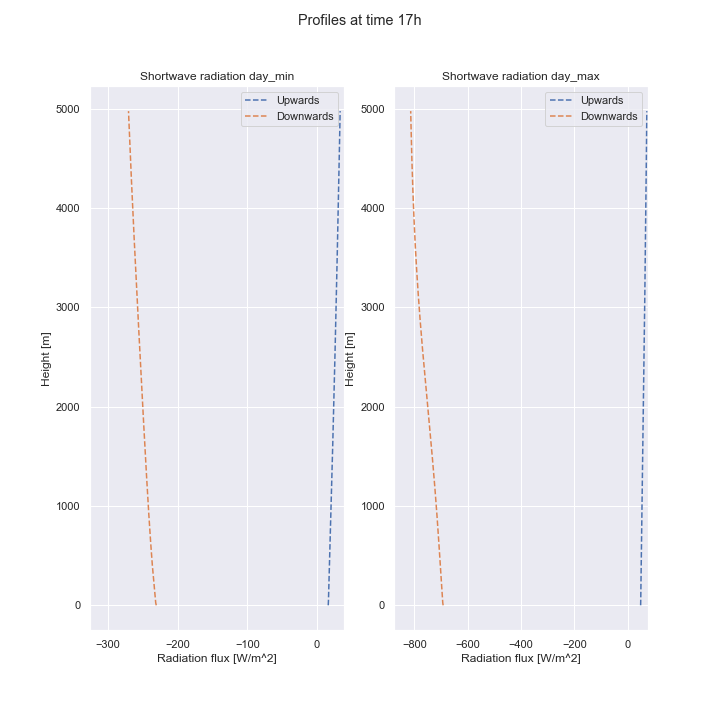 Profiles at time 17h
Shortwave radiation day_min
Upwards
Downwards
5000
4000
3000
2000
1000
0
Height [m]
−300
−200
−100
0
Radiation flux [W/m^2]
Shortwave radiation day_max
Upwards
Downwards
5000
4000
3000
2000
1000
0
Height [m]
−800
−600
−400
−200
0
Radiation flux [W/m^2]